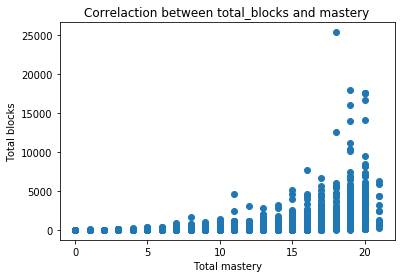 Correlaction between total_blocks and mastery
25000
20000
15000
10000
5000
0
Total blocks
0 5 10 15 20
Total mastery